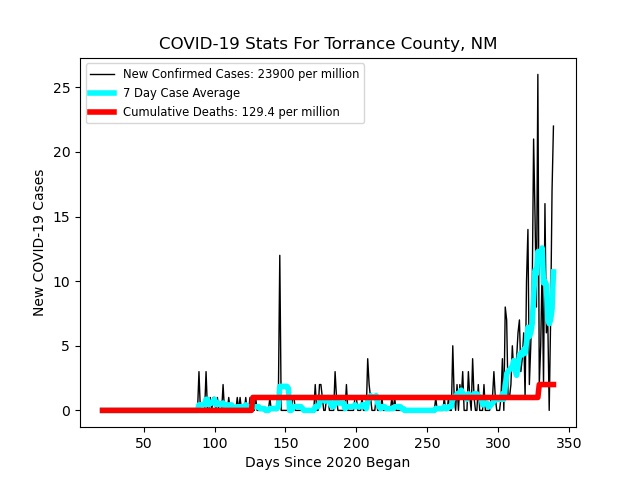 COVID-19 Stats For Torrance County, NM
New Confirmed Cases: 23900 per million
7 Day Case Average
Cumulative Deaths: 129.4 per million
New COVID-19 Cases
25
20
15
10
5
0
50 100 150 200 250 300 350
Days Since 2020 Began